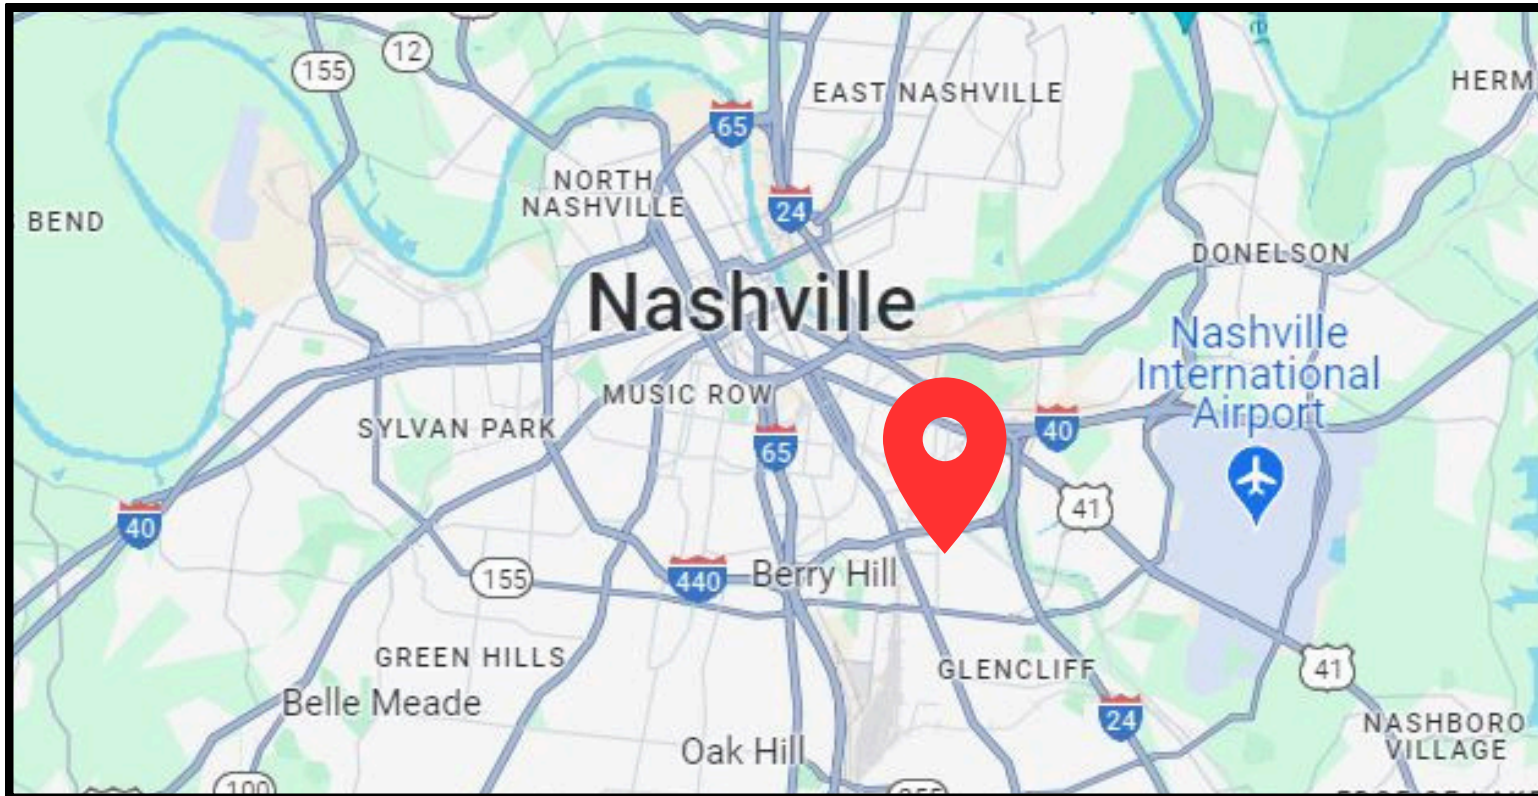 12
155
HERM
EAST NASHVILLE
65
NORTH
NASHVILLE
24
BEND
DONELSON
Nashville
Nashville
International
Airport
MUSIC ROW
SYLVAN PARK
65
40
41
40
155
440
Berry Hill
GREEN HILLS
GLENCLIFF
41
Belle Meade
24
NASHBORO
VILLAGE
Oak Hill
100
255